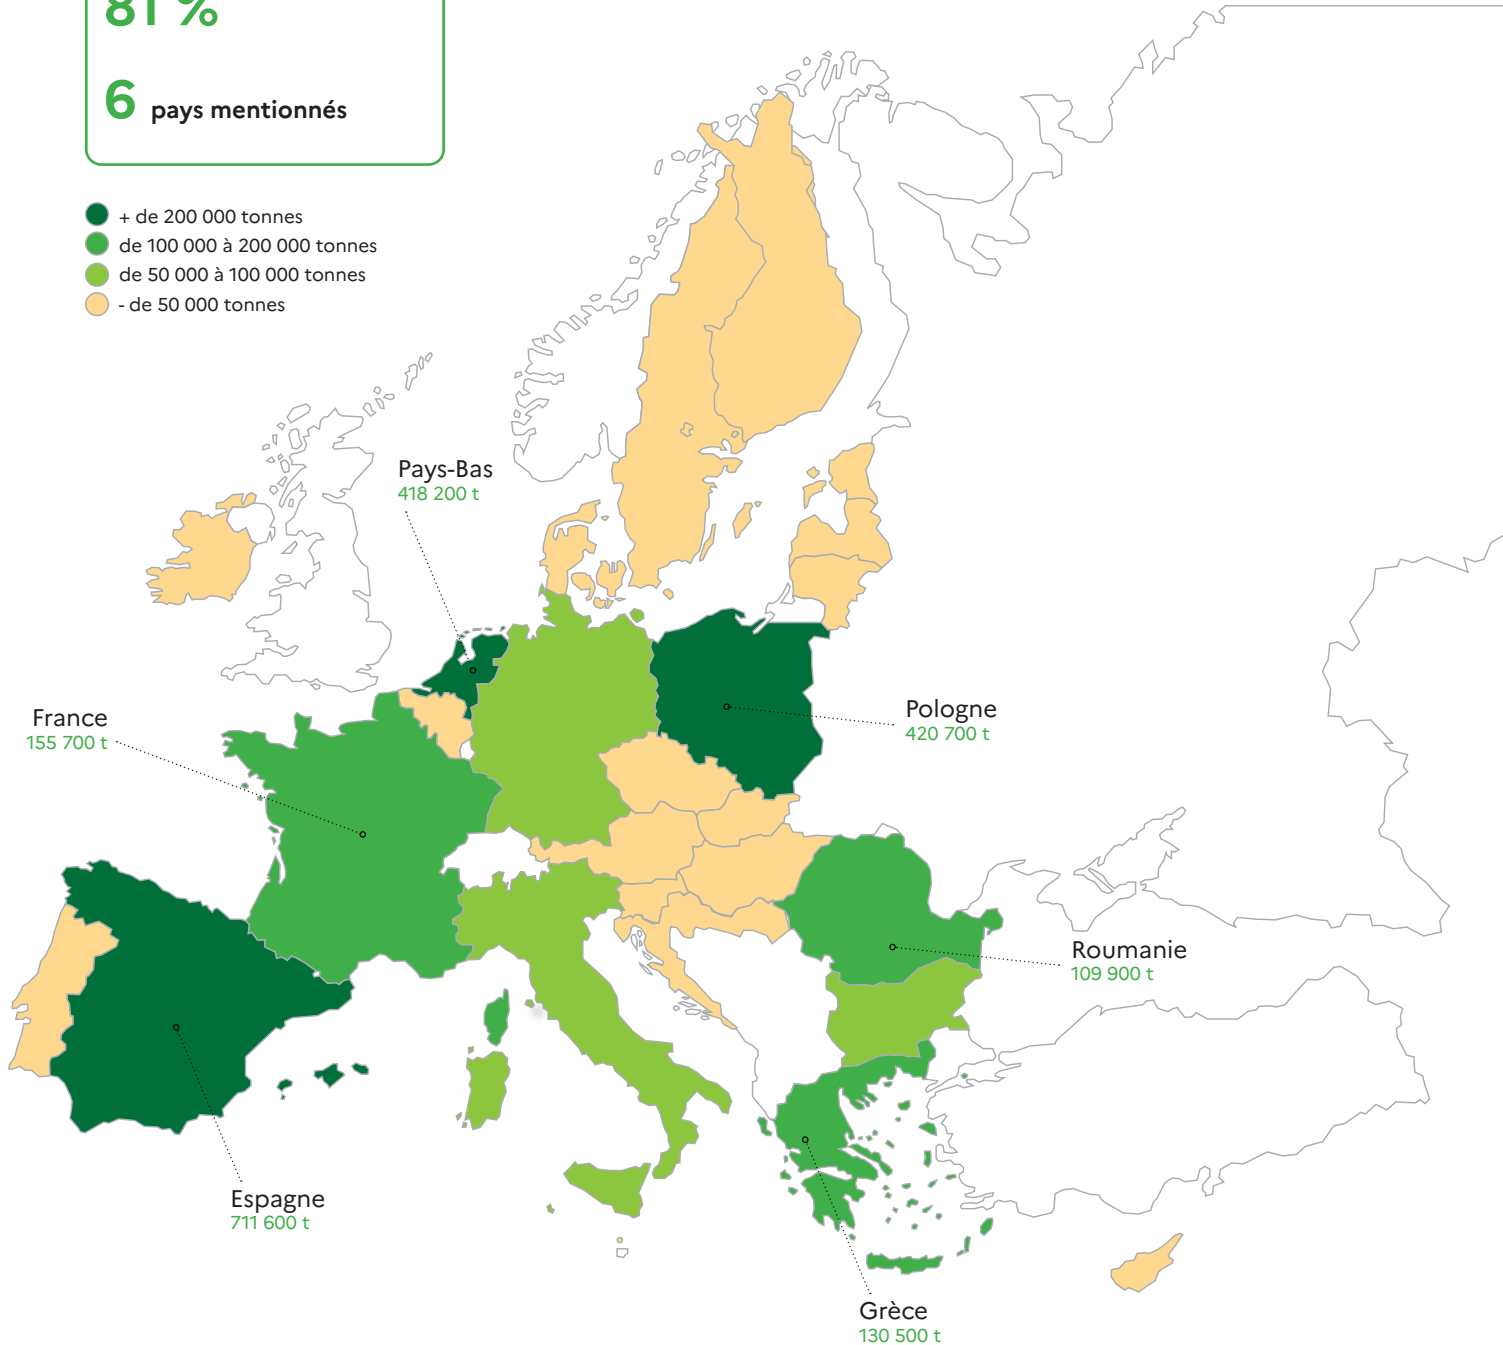 81 %
6 pays mentionnés
+ de 200 000 tonnes
de 100 000 à 200 000 tonnes
de 50 000 à 100 000 tonnes
- de 50 000 tonnes
Pays-Bas
418 200 t
France
155 700 t
Pologne
420 700 t
Roumanie
109 900 t
Espagne
711 600 t
Grèce
130 500 t